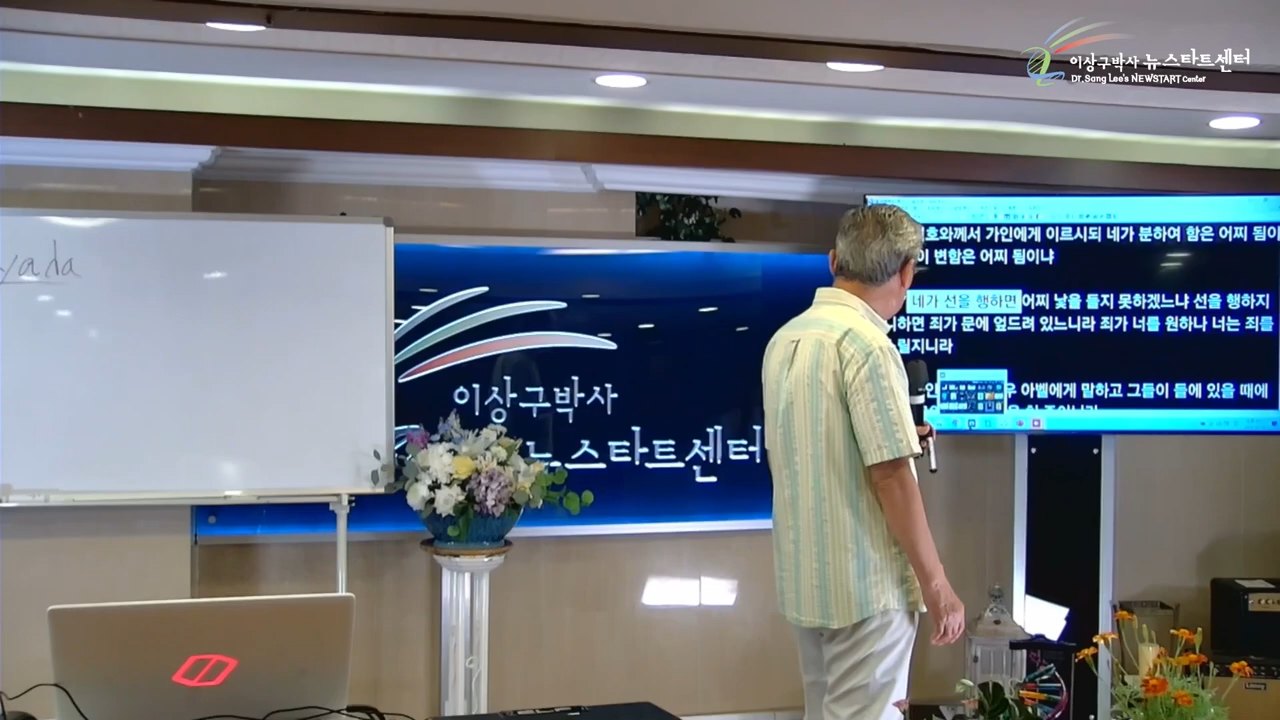 이상구박사 뉴스타트센터
Dr. Sang Lee's NEWSTART Center
yada
호와께서 가인에게 이르시되 네가 분하여 함은 어찌 됨이
이 변함은 어찌 됨이냐
네가 선을 행하면 어찌 낯을 들지 못하겠느냐 선을 행하지
하면 죄가 문에 엎드려 있느니라 죄가 너를 원하나 너는 죄를
릴지니라
아벨에게 말하고 그들이 들에 있을 때에
이상구박사
뉴스타트센터